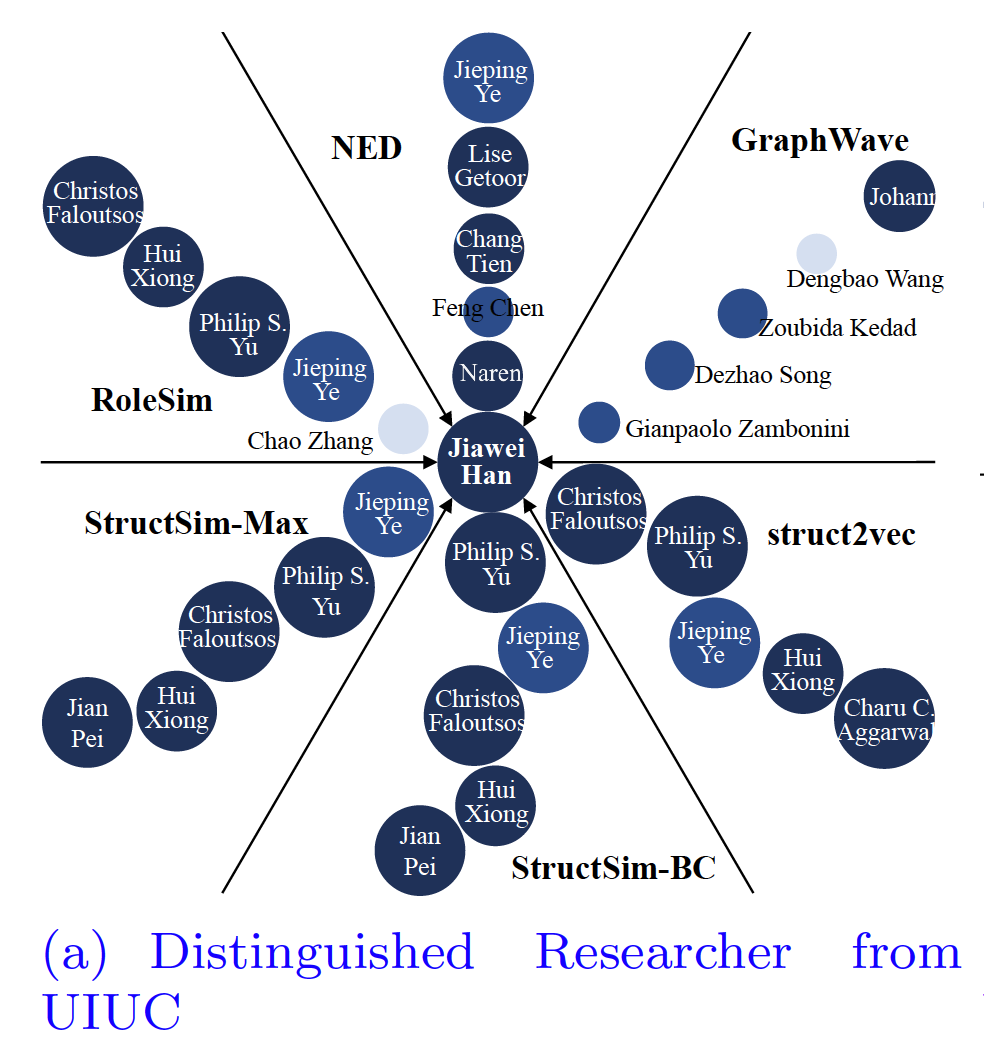 Jieping
Ye
NED
Lise
Getoor
Chang
Tien
Feng Chen
Naren
GraphWave
Johann
Dengbao Wang
Zoubida Kedad
Dezhao Song
Gianpaolo Zambonini
Christos
Faloutsos
Hui
Xiong
Philip S.
Yu
Jieping
Ye
RoleSim
Chao Zhang
Jiawei
Han
StructSim-Max
Jieping
Ye
Philip S.
Yu
Christos
Faloutsos
Hui
Xiong
Jian
Pei
Philip S.
Yu
Jieping
Ye
Christos
Faloutsos
Hui
Xiong
Jian
Pei
StructSim-BC
Christos
Faloutsos
Philip S.
Yu
struct2vec
Jieping
Ye
Hui
Xiong
Charu C.
Aggarwal
(a) Distinguished Researcher from
UIUC